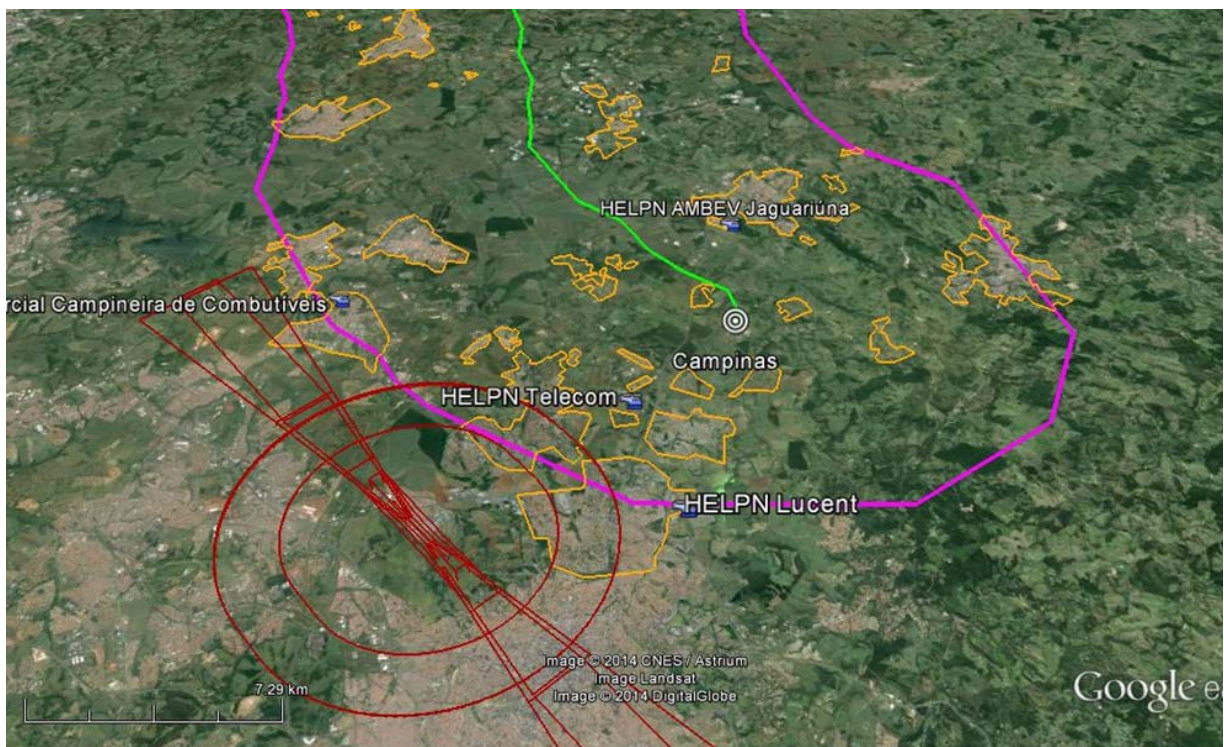 HELPN AMBEV Jaguariúna
rcial Campineira de Combutíveis
Campinas
HELPN Telecom
HELPN Lucent
Image © 2014 CNES / Astrium
Image Landsat
Image © 2014 DigitalGlobe
7.29 km
Google e